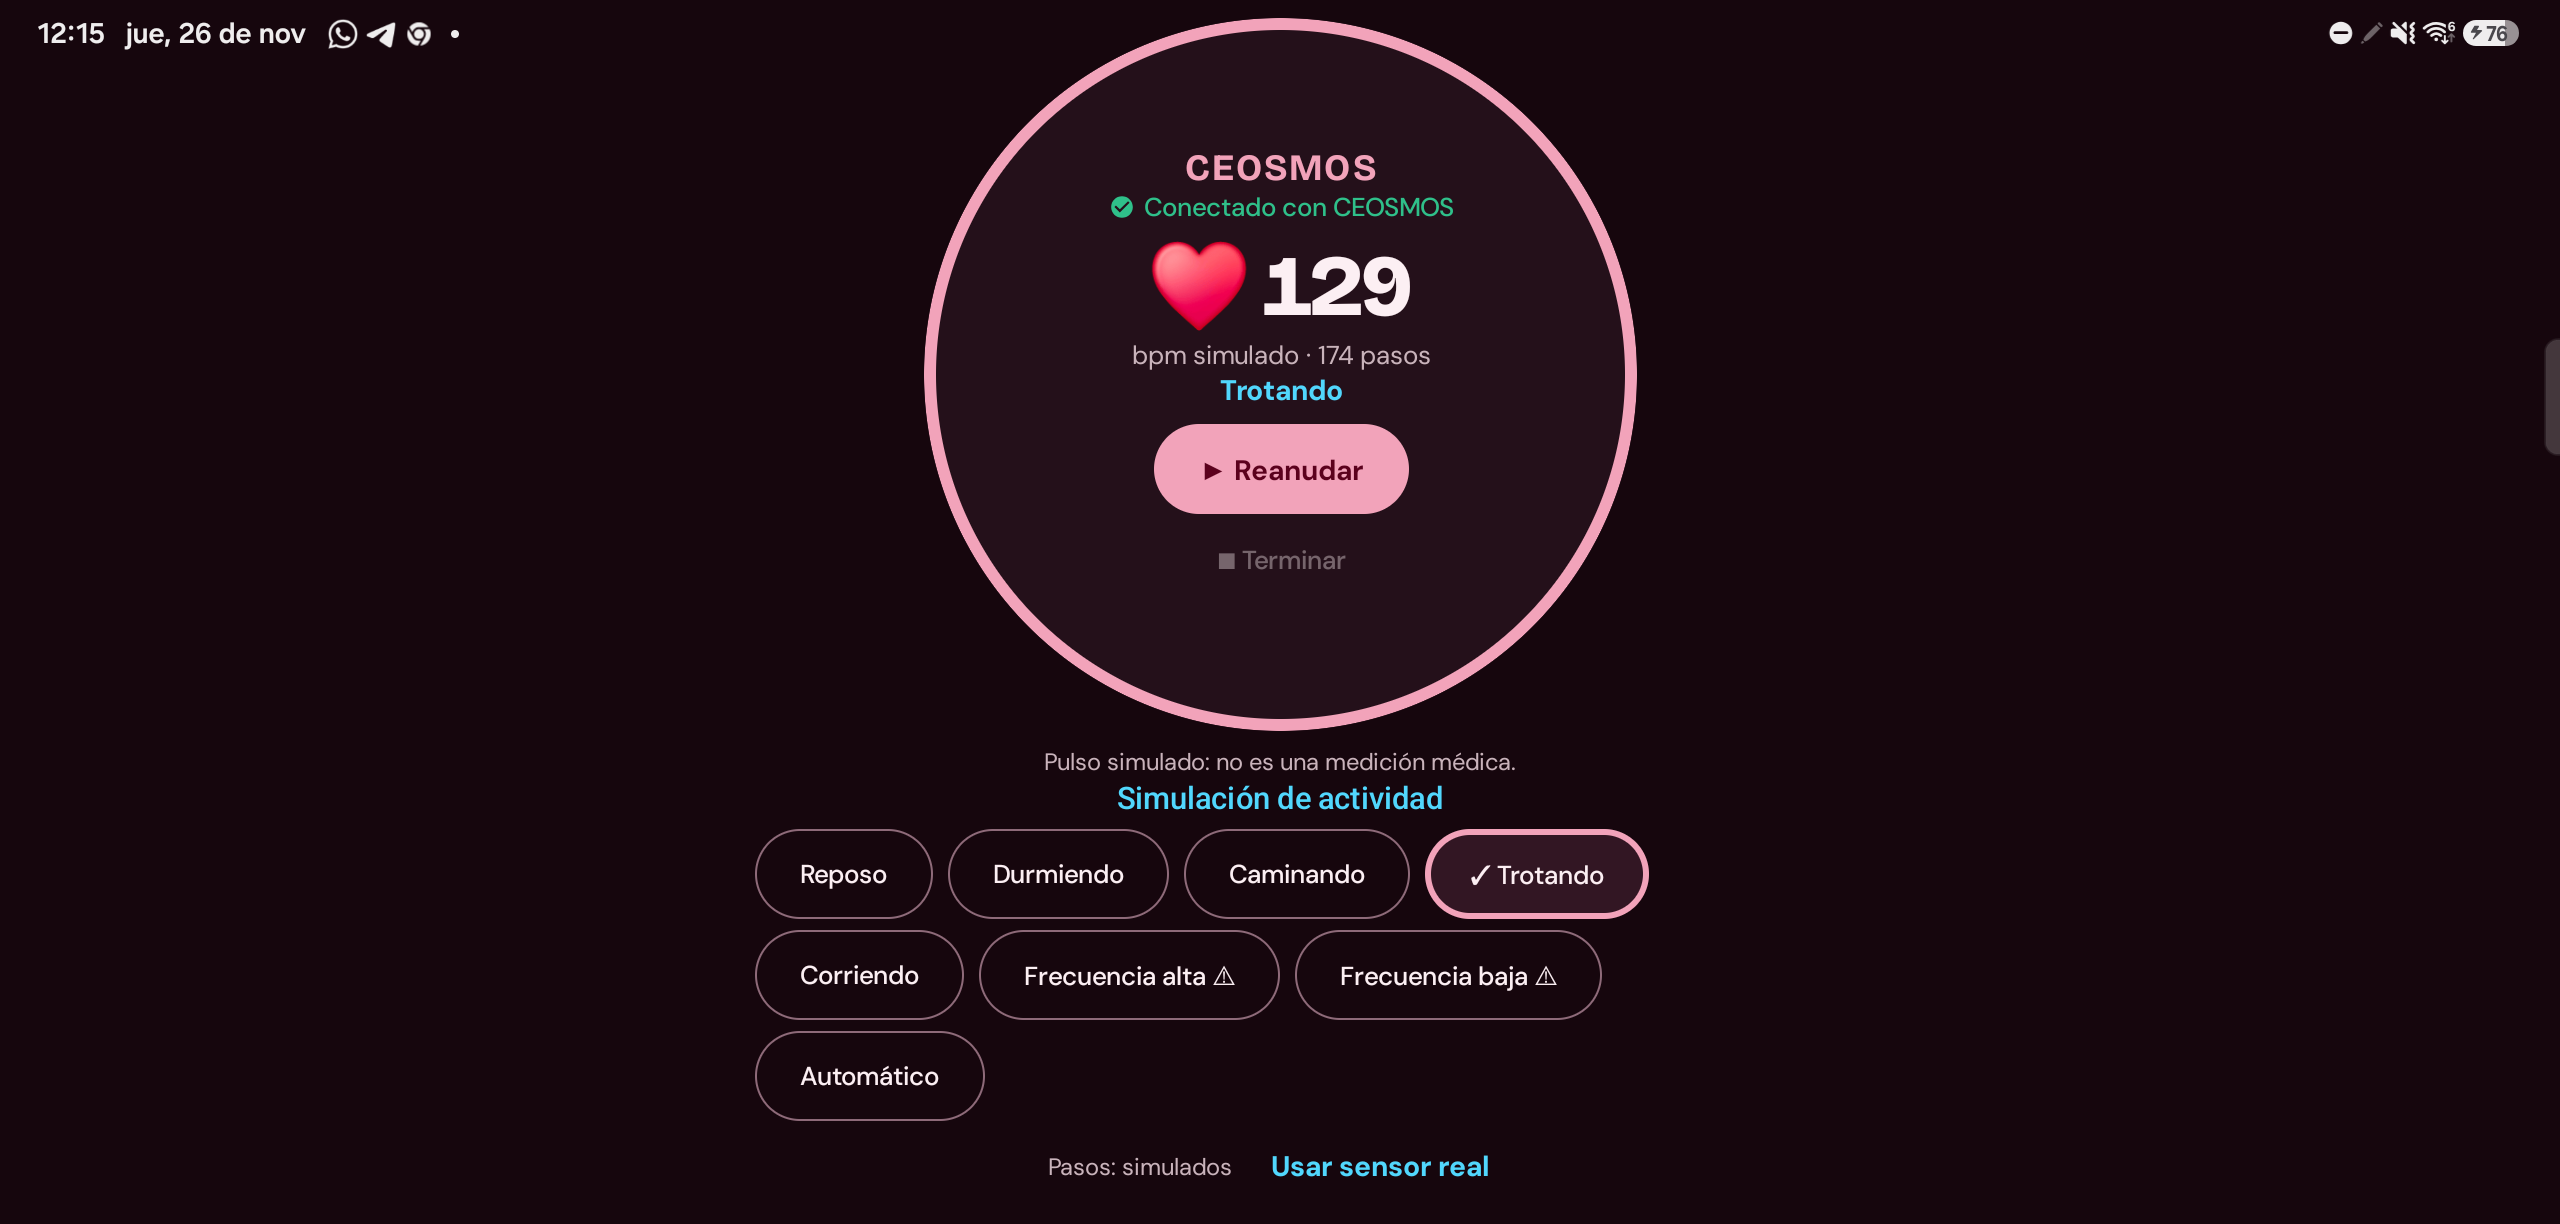 12:15 jue, 26 de nov
6 76
CEOSMOS
Conectado con CEOSMOS
129
bpm simulado · 174 pasos
Trotando
► Reanudar
■ Terminar
Pulso simulado: no es una medición médica.
Simulación de actividad
Reposo Durmiendo Caminando ✓ Trotando
Corriendo Frecuencia alta ⚠ Frecuencia baja ⚠
Automático
Pasos: simulados Usar sensor real